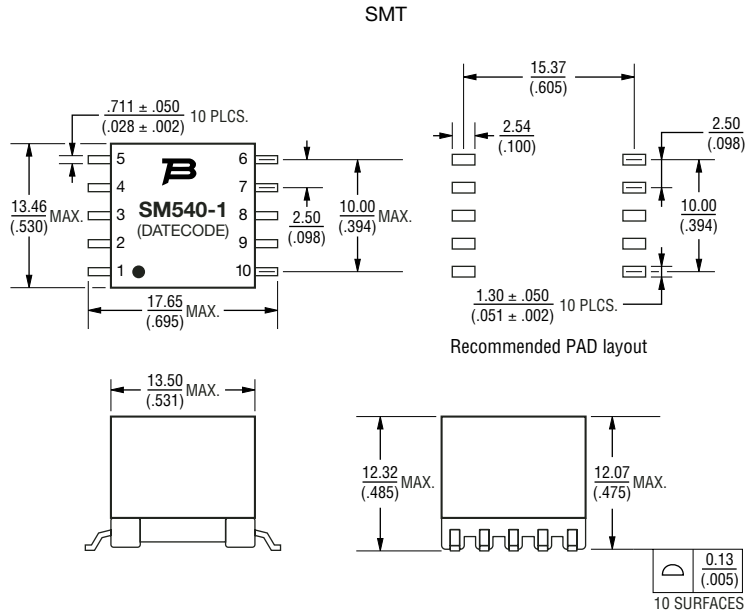 SMT
.711 ± .050
(.028 ± .002)
10 PLCS.
13.46
(.530)
MAX.
5
4
3
2
1
6
7
8
9
10
SM540-1
(DATECODE)
2.50
(.098)
10.00
(.394)
MAX.
17.65
(.695)
MAX.
15.37
(.605)
2.54
(.100)
2.50
(.098)
10.00
(.394)
1.30 ± .050
(.051 ± .002)
10 PLCS.
Recommended PAD layout
13.50
(.531)
MAX.
12.32
(.485)
MAX.
12.07
(.475)
MAX.
0.13
(.005)
10 SURFACES